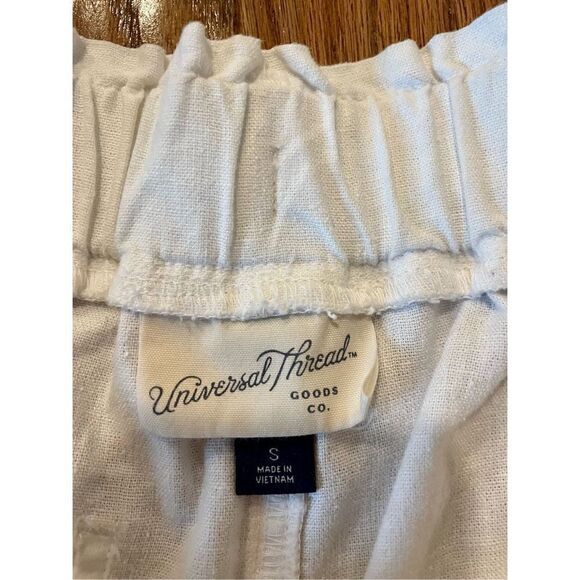 Universal Thread™
GOODS
CO.
S
MADE IN
VIETNAM